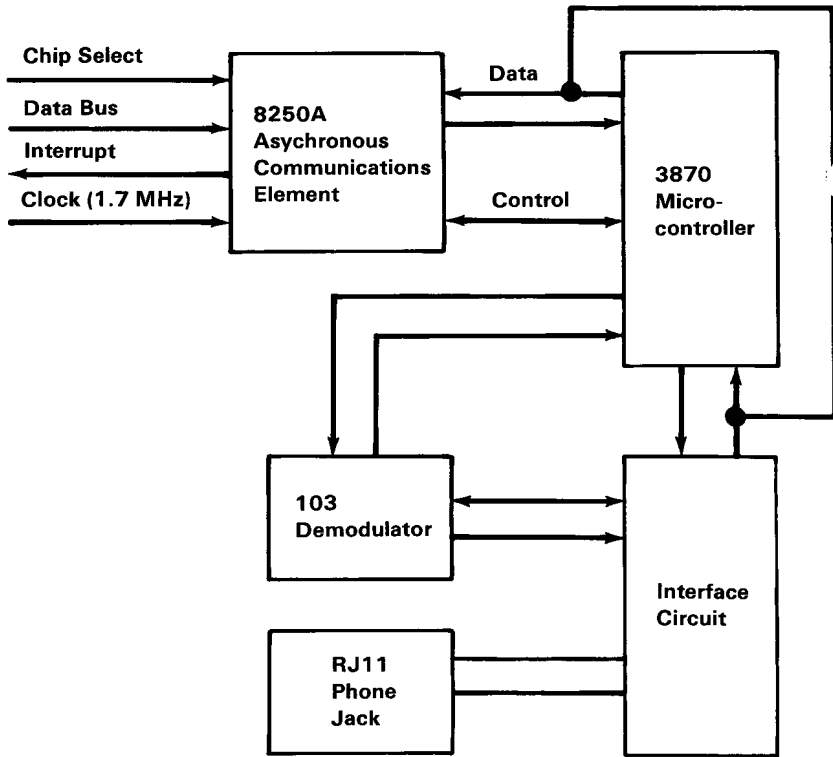 Chip Select
Data Bus
Interrupt
Clock (1.7 MHz)
8250A
Asychronous
Communications
Element
Data
Control
3870
Micro-
controller
103
Demodulator
Interface
Circuit
RJ11
Phone
Jack